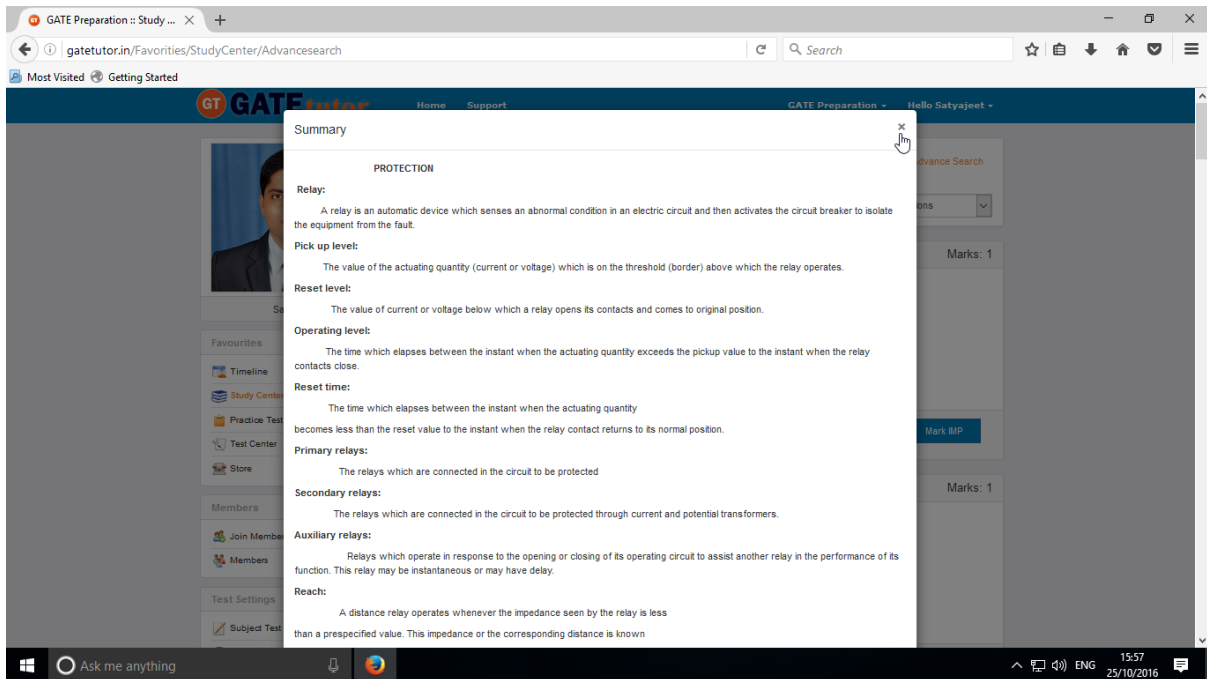 GATE Preparation :: Study ...
gatetutor.in/Favorities/StudyCenter/Advancesearch
Search
Most Visited
Getting Started
GT GATEtutor
Home
Support
GATE Preparation
Hello Satyajeet
Summary
PROTECTION
Relay:
A relay is an automatic device which senses an abnormal condition in an electric circuit and then activates the circuit breaker to isolate
the equipment from the fault.
Pick up level:
The value of the actuating quantity (current or voltage) which is on the threshold (border) above which the relay operates.
Reset level:
The value of current or voltage below which a relay opens its contacts and comes to original position.
Operating level:
The time which elapses between the instant when the actuating quantity exceeds the pickup value to the instant when the relay
contacts close.
Reset time:
The time which elapses between the instant when the actuating quantity
becomes less than the reset value to the instant when the relay contact returns to its normal position.
Primary relays:
The relays which are connected in the circuit to be protected
Secondary relays:
The relays which are connected in the circuit to be protected through current and potential transformers.
Auxiliary relays:
Relays which operate in response to the opening or closing of its operating circuit to assist another relay in the performance of its
function. This relay may be instantaneous or may have delay.
Reach:
A distance relay operates whenever the impedance seen by the relay is less
than a prespecified value. This impedance or the corresponding distance is known
Sa
Favourites
Timeline
Study Center
Practice Test
Test Center
Store
Members
Join Membe
Members
Test Settings
Subject Test
dvance Search
ons
Marks: 1
Mark IMP
Marks: 1
Ask me anything
ENG
15:57
25/10/2016